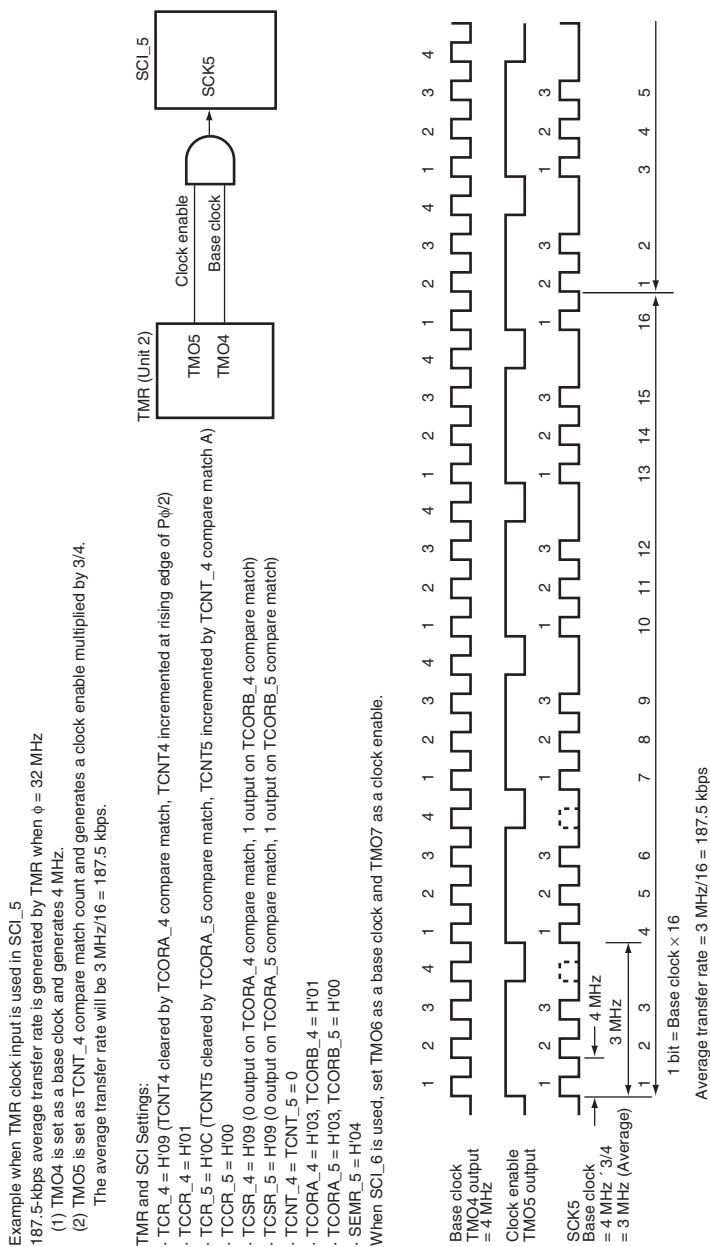 Example when TMR clock input is used in SCI_5
187.5-kbps average transfer rate is generated by TMR when ϕ = 32 MHz
(1) TMO4 is set as a base clock and generates 4 MHz.
(2) TMO5 is set as TCNT_4 compare match count and generates a clock enable multiplied by 3/4.
The average transfer rate will be 3 MHz/16 = 187.5 kbps.
TMR and SCI Settings:
· TCR_4 = H'09 (TCNT4 cleared by TCORA_4 compare match, TCNT4 incremented at rising edge of Pϕ/2)
· TCCR_4 = H'01
· TCR_5 = H'0C (TCNT5 cleared by TCORA_5 compare match, TCNT5 incremented by TCNT_4 compare match A)
· TCCR_5 = H'00
· TCSR_4 = H'09 (0 output on TCORA_4 compare match, 1 output on TCORB_4 compare match)
· TCSR_5 = H'09 (0 output on TCORA_5 compare match, 1 output on TCORB_5 compare match)
· TCNT_4 = TCNT_5 = 0
· TCORA_4 = H'03, TCORB_4 = H'01
· TCORA_5 = H'03, TCORB_5 = H'00
· SEMR_5 = H'04
When SCI_6 is used, set TMO6 as a base clock and TMO7 as a clock enable.
TMR (Unit 2)
TMO5
TMO4
Clock enable
Base clock
SCI_5
SCK5
1 2 3 4 1 2 3 4 1 2 3 4 1 2 3 4 1 2 3 4 1 2 3 4 1 2 3 4
Base clock
TMO4 output
= 4 MHz
Clock enable
TMO5 output
1 2 3 1 2 3 1 2 3 1 2 3 1 2 3 1 2 3 1 2 3
SCK5
Base clock
= 4 MHz ´ 3/4
= 3 MHz (Average)
4 MHz
3 MHz
1 2 3 4 5 6 7 8 9 10 11 12 13 14 15 16 1 2 3 4 5
1 bit = Base clock × 16
Average transfer rate = 3 MHz/16 = 187.5 kbps